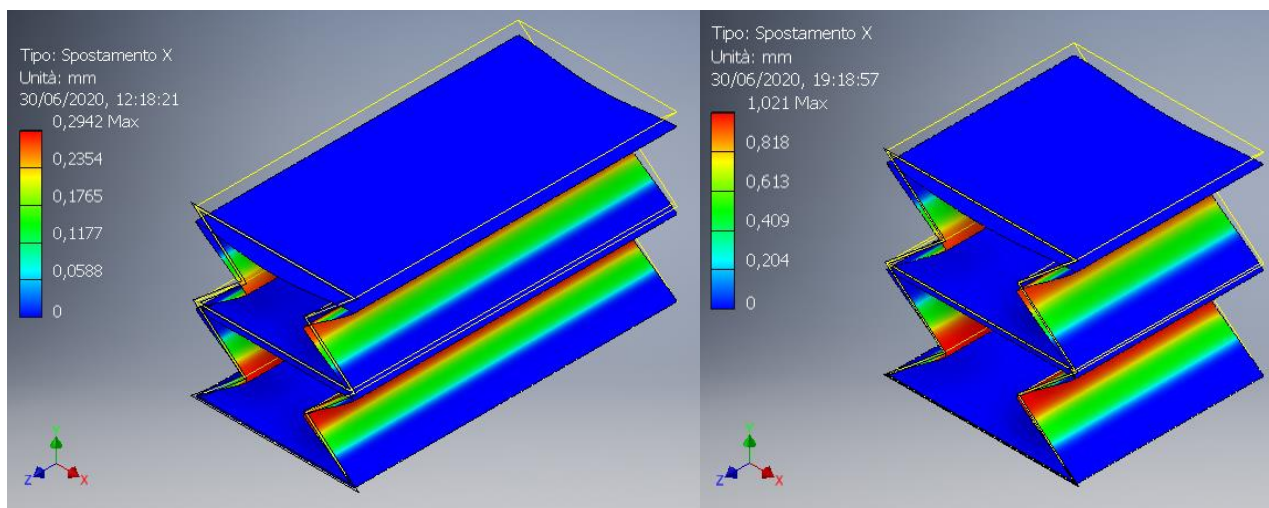 Tipo: Spostamento X
Unità: mm
30/06/2020, 12:18:21
0,2942 Max
0,2354
0,1765
0,1177
0,0588
0
Y
Z
X
Tipo: Spostamento X
Unità: mm
30/06/2020, 19:18:57
1,021 Max
0,818
0,613
0,409
0,204
0
Y
Z
X